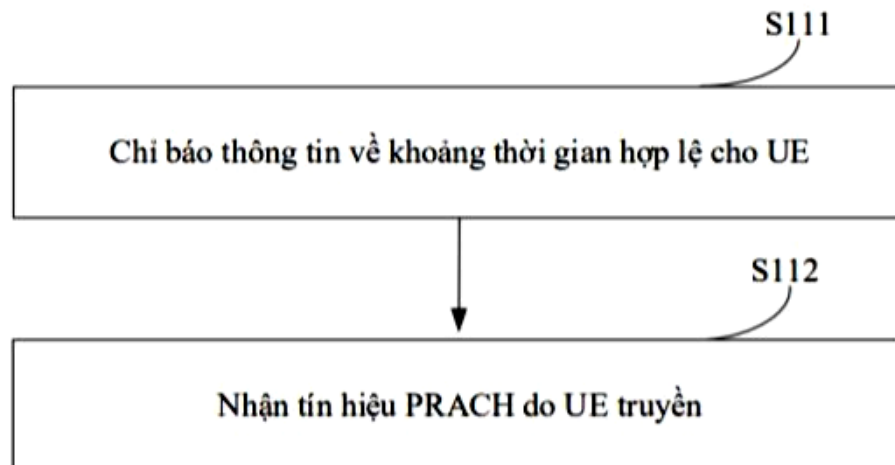 S111
Chỉ báo thông tin về khoảng thời gian hợp lệ cho UE
S112
Nhận tín hiệu PRACH do UE truyền